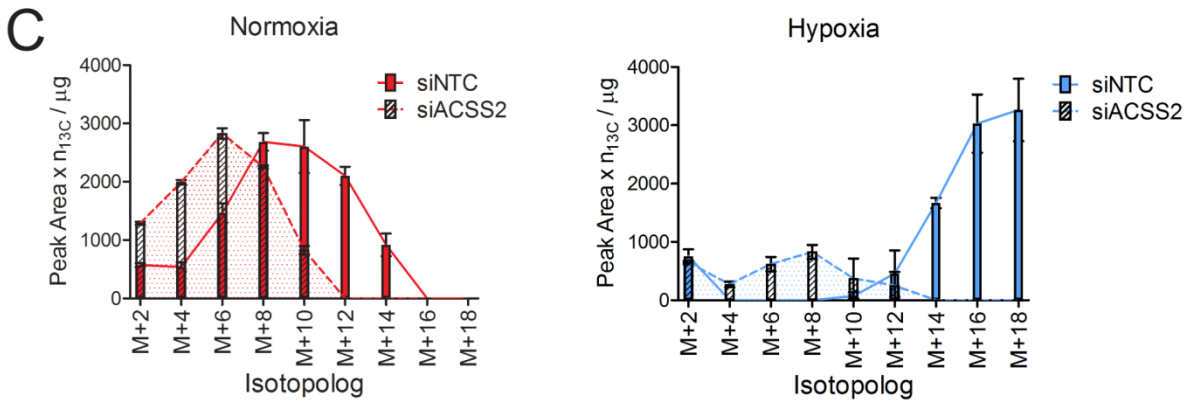 C
Normoxia
Peak Area x n13C / µg
4000
3000
2000
1000
0
siNTC
siACSS2
M+2
M+4
M+6
M+8
M+10
M+12
M+14
M+16
M+18
Isotopolog
Hypoxia
Peak Area x n13C / µg
4000
3000
2000
1000
0
siNTC
siACSS2
M+2
M+4
M+6
M+8
M+10
M+12
M+14
M+16
M+18
Isotopolog